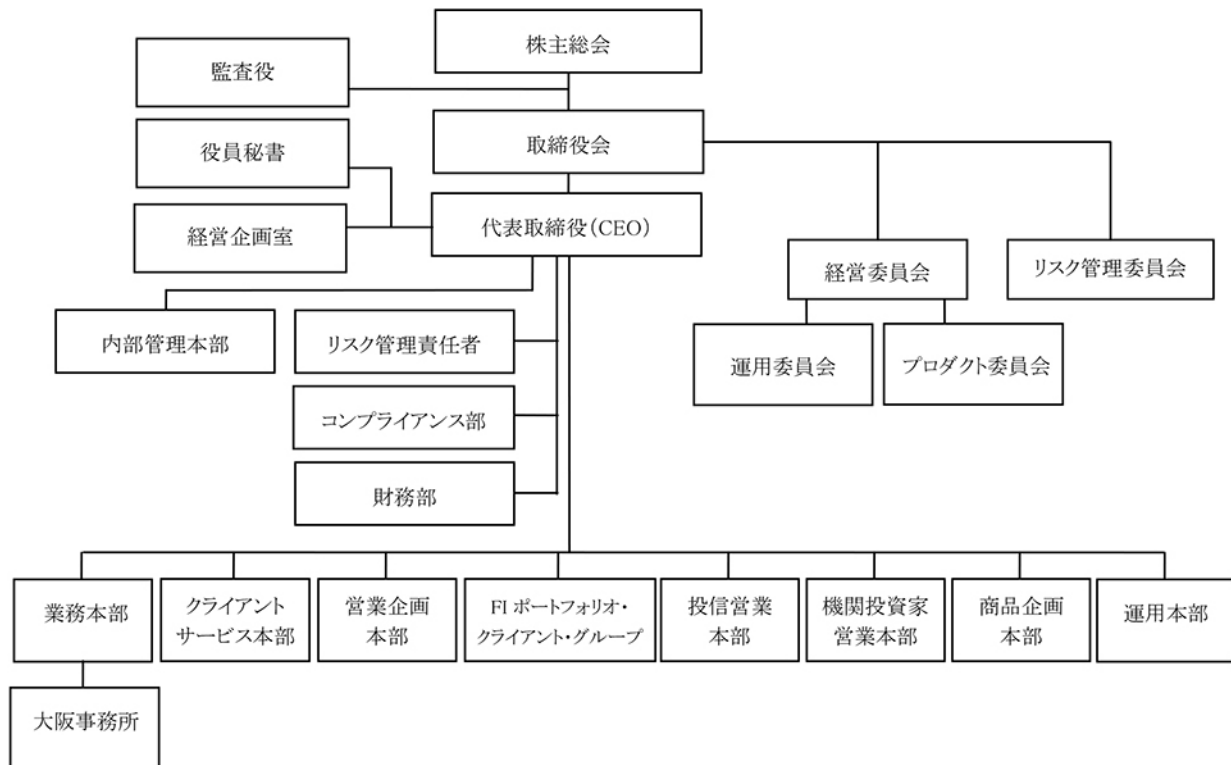 株主総会
監査役
取締役会
役員秘書
代表取締役(CEO)
経営企画室
経営委員会
リスク管理委員会
内部管理本部
リスク管理責任者
運用委員会
プロダクト委員会
コンプライアンス部
財務部
業務本部
クライアント
サービス本部
営業企画
本部
FI ポートフォリオ・
クライアント・グループ
投信営業
本部
機関投資家
営業本部
商品企画
本部
運用本部
大阪事務所